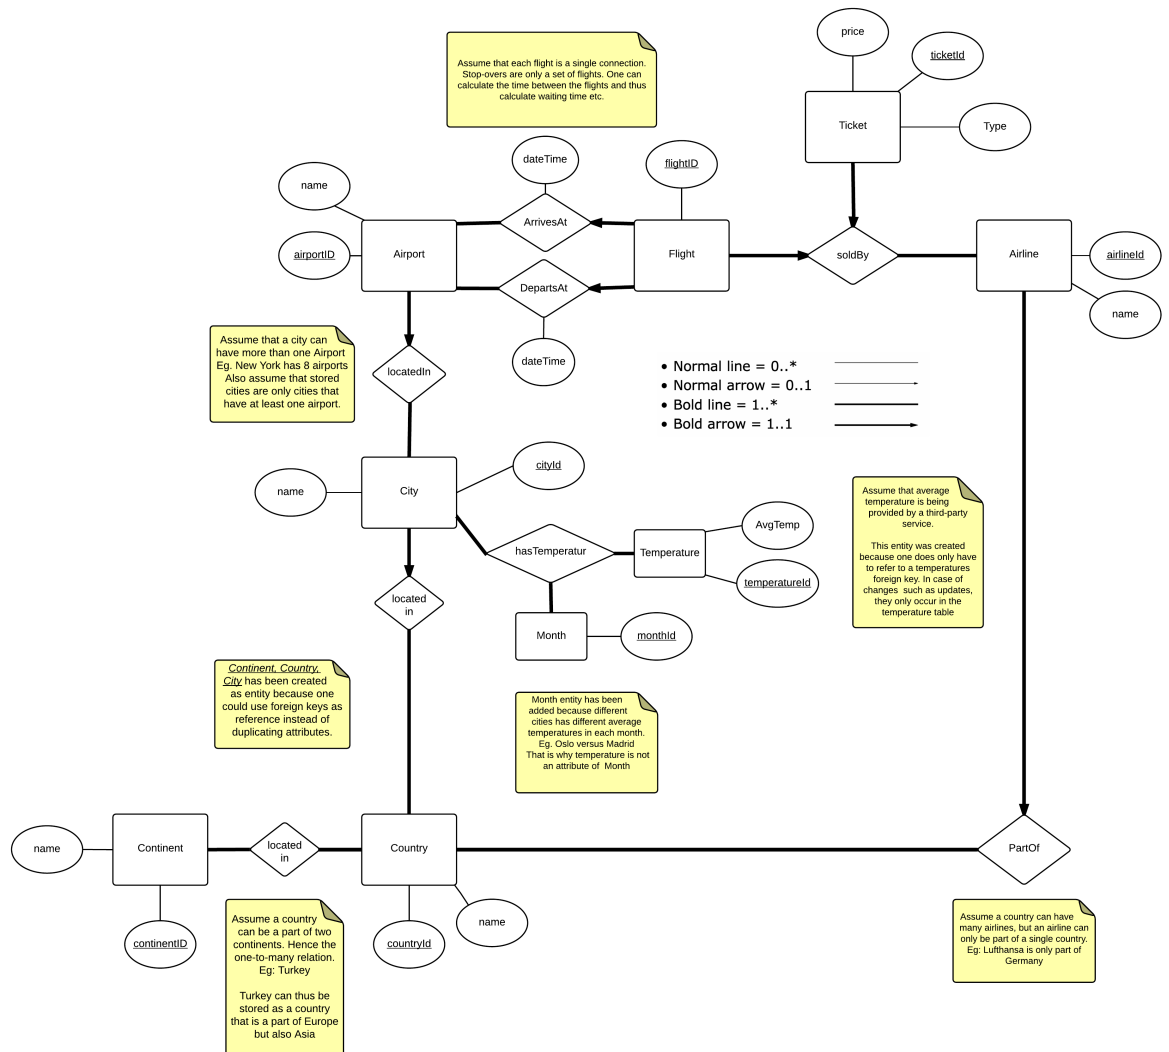 price
ticketId
Ticket
Type
Assume that each flight is a single connection.
Stop-overs are only a set of flights. One can
calculate the time between the flights and thus
calculate waiting time etc.
dateTime
flightID
name
ArrivesAt
airportID
Airport
Flight
soldBy
Airline
airlineId
DepartsAt
name
dateTime
Assume that a city can
have more than one Airport
Eg. New York has 8 airports
Also assume that stored
cities are only cities that
have at least one airport.
locatedIn
• Normal line = 0..*
• Normal arrow = 0..1
• Bold line = 1..*
• Bold arrow = 1..1
cityId
name
City
hasTemperatur
Temperature
AvgTemp
temperatureId
Month
monthId
Assume that average
temperature is being
provided by a third-party
service.
This entity was created
because one does only have
to refer to a temperatures
foreign key. In case of
changes such as updates,
they only occur in the
temperature table
located
in
Continent, Country,
City has been created
as entity because one
could use foreign keys as
reference instead of
duplicating attributes.
Month entity has been
added because different
cities has different average
temperatures in each month.
Eg. Oslo versus Madrid
That is why temperature is not
an attribute of Month
name
Continent
located
in
Country
PartOf
continentID
countryId
name
Assume a country
can be a part of two
continents. Hence the
one-to-many relation.
Eg: Turkey
Turkey can thus be
stored as a country
that is a part of Europe
but also Asia
Assume a country can have
many airlines, but an airline can
only be part of a single country.
Eg: Lufthansa is only part of
Germany